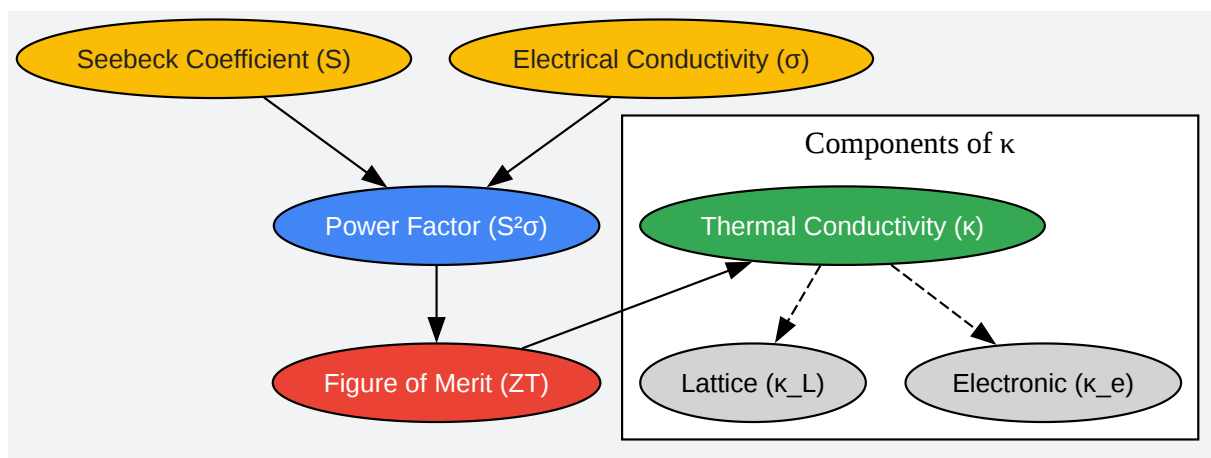 Seebeck Coefficient (S)
Electrical Conductivity (σ)
Components of κ
Power Factor (S²σ)
Thermal Conductivity (κ)
Figure of Merit (ZT)
Lattice (κ_L)
Electronic (κ_e)